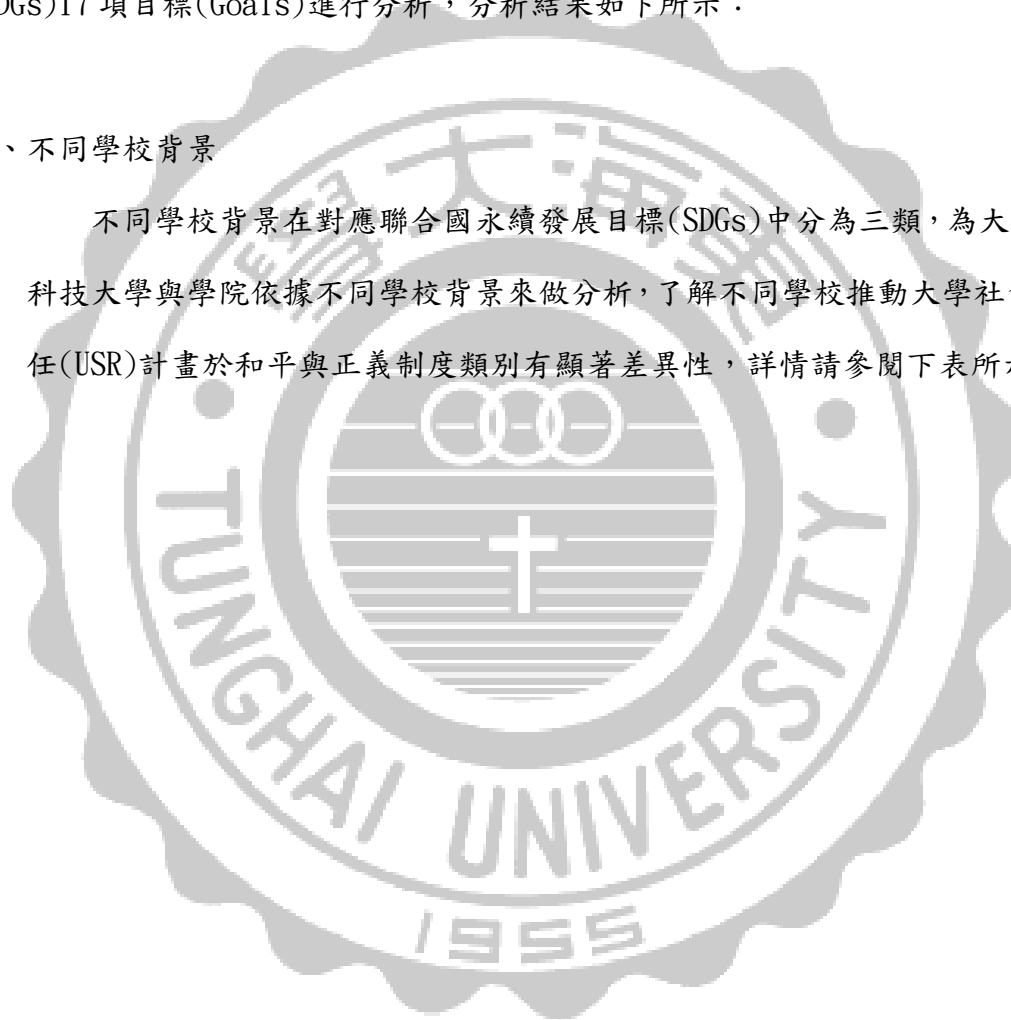 DGs)17 項目標(Goals)進行分析，分析結果如下所示：
、不同學校背景
不同學校背景在對應聯合國永續發展目標(SDGs)中分為三類，為大
科技大學與學院依據不同學校背景來做分析，了解不同學校推動大學社
任(USR)計畫於和平與正義制度類別有顯著差異性，詳情請參閱下表所
學大海東
TUNGHAI UNIVERSITY
1955